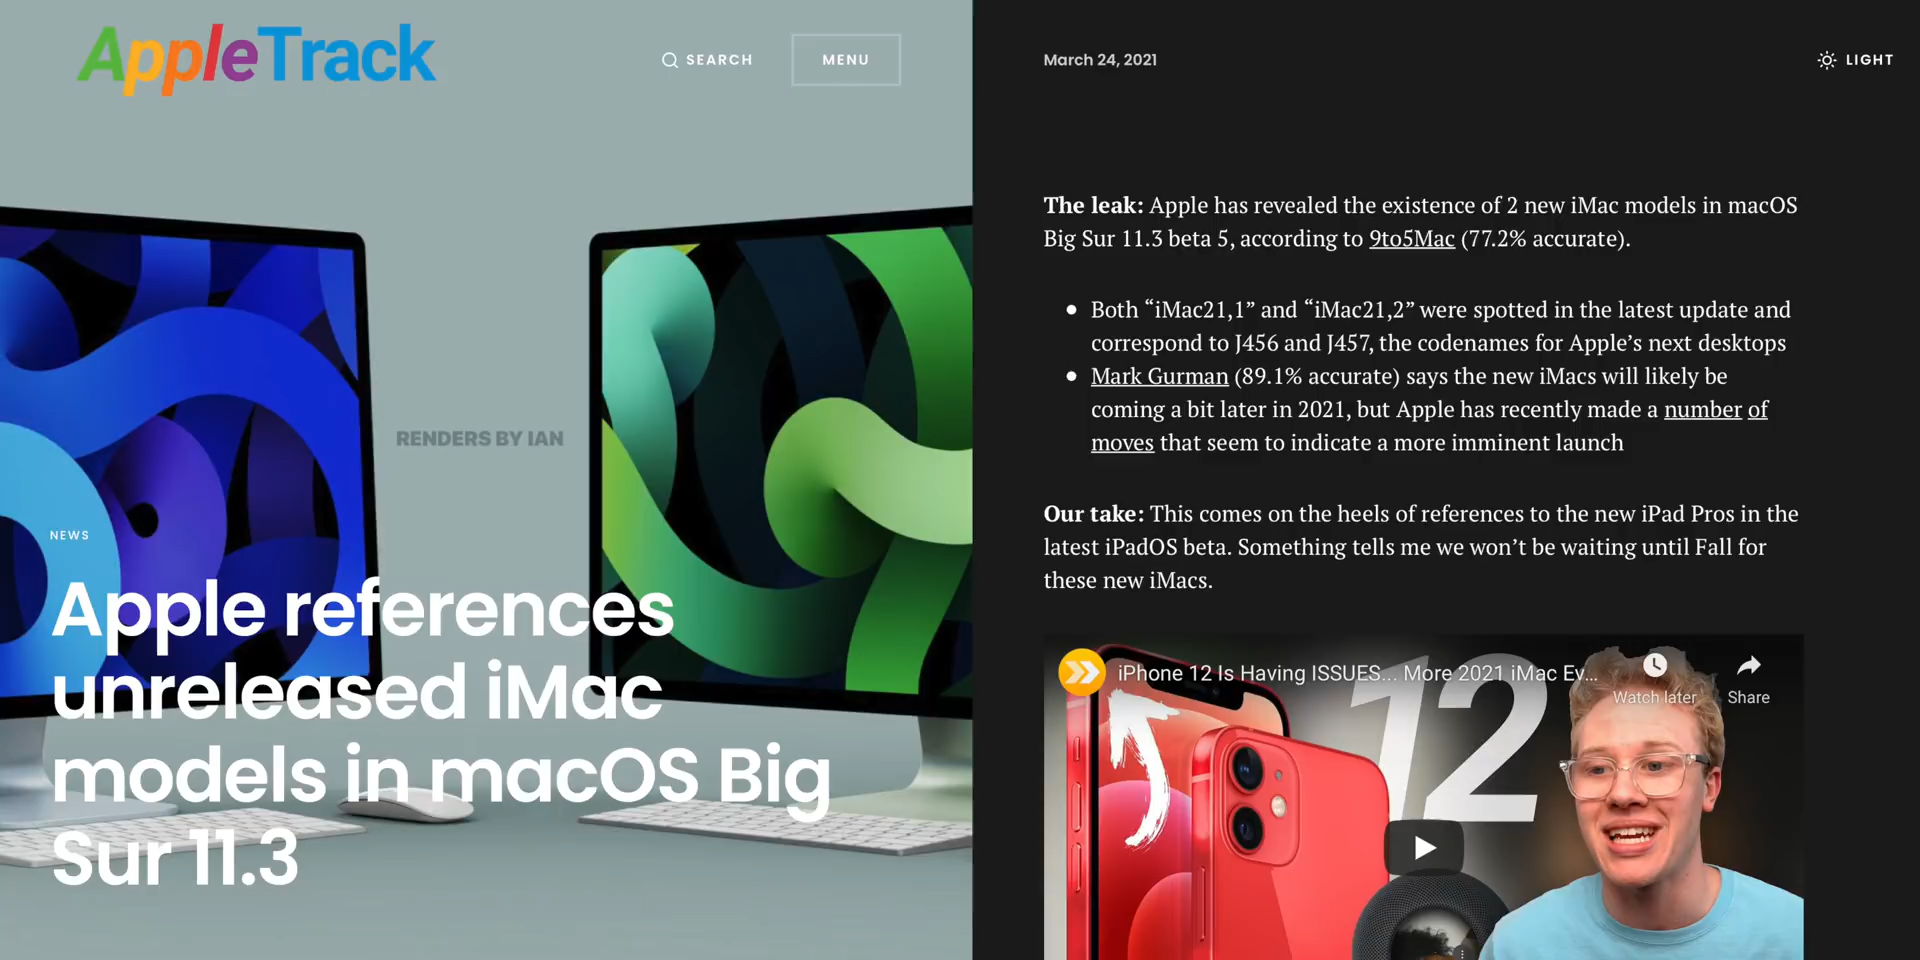 AppleTrack
SEARCH
MENU
RENDERS BY IAN
NEWS
Apple references
unreleased iMac
models in macOS Big
Sur 11.3
March 24, 2021
LIGHT
The leak: Apple has revealed the existence of 2 new iMac models in macOS
Big Sur 11.3 beta 5, according to 9to5Mac (77.2% accurate).
Both “iMac21,1” and “iMac21,2” were spotted in the latest update and
correspond to J456 and J457, the codenames for Apple’s next desktops
Mark Gurman (89.1% accurate) says the new iMacs will likely be
coming a bit later in 2021, but Apple has recently made a number of
moves that seem to indicate a more imminent launch
Our take: This comes on the heels of references to the new iPad Pros in the
latest iPadOS beta. Something tells me we won’t be waiting until Fall for
these new iMacs.
iPhone 12 Is Having ISSUES... More 2021 iMac Ev...
Watch later
Share
12